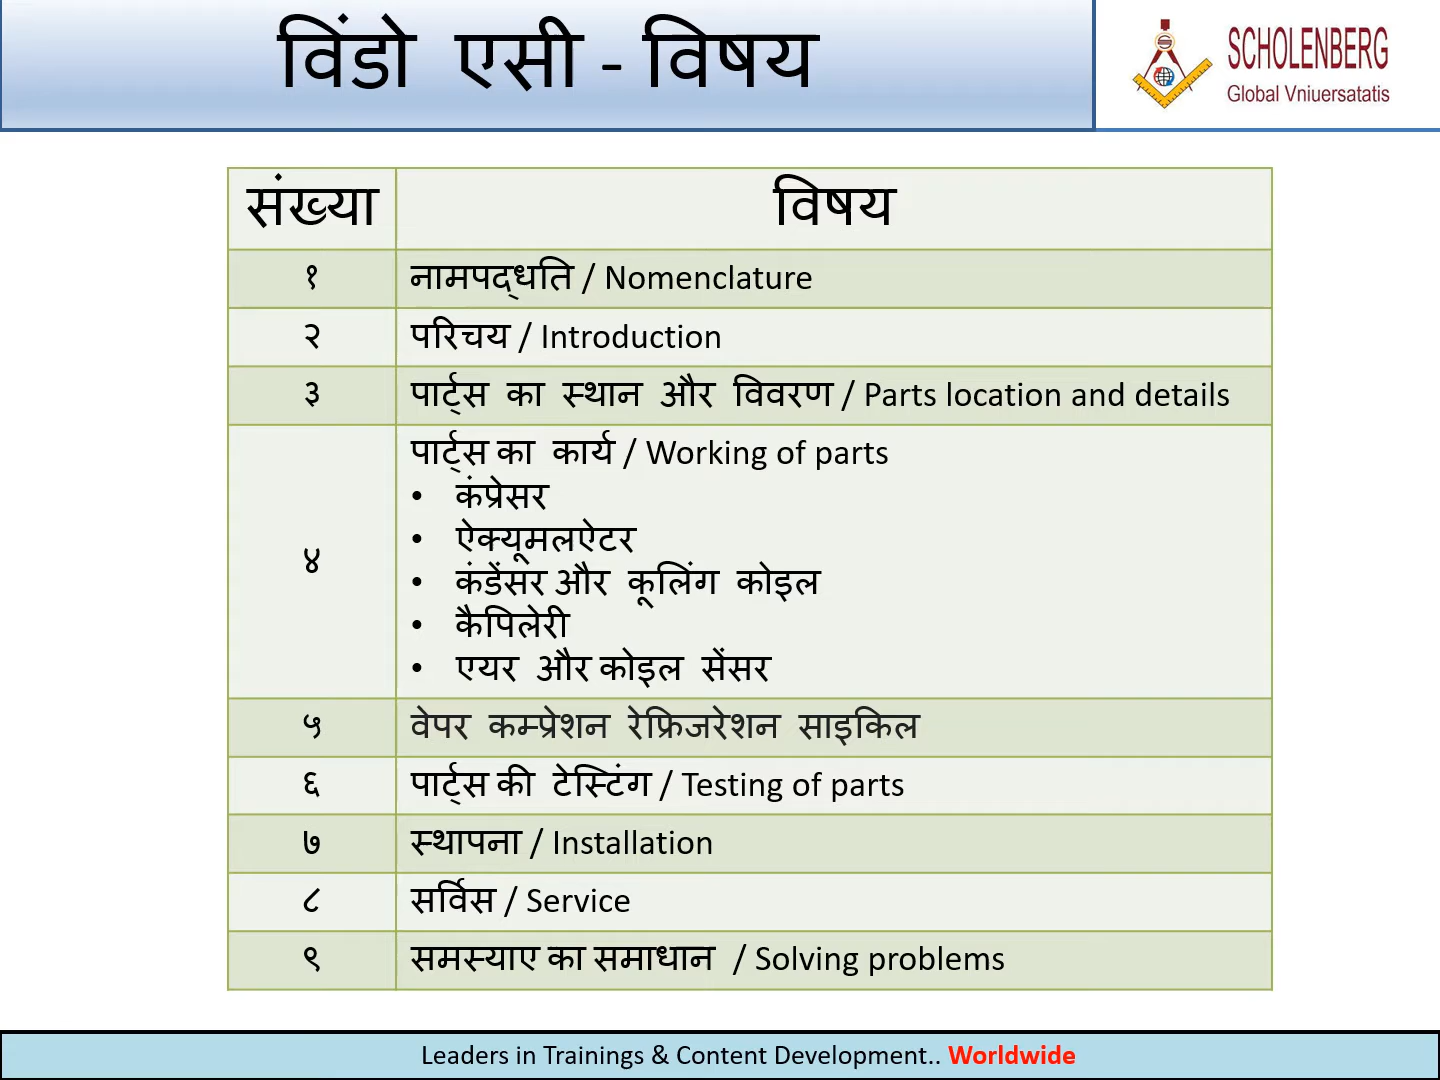 विंडो एसी - विषय
SCHOLENBERG
Global Vniuersatatis
संख्या विषय
१ नामपद्धति / Nomenclature
२ परिचय / Introduction
३ पार्ट्स का स्थान और विवरण / Parts location and details
४ पार्ट्स का कार्य / Working of parts
• कंप्रेसर
• ऐक्यूमलऐटर
• कंडेंसर और कूलिंग कोइल
• कैपिलेरी
• एयर और कोइल सेंसर
५ वेपर कम्प्रेशन रेफ्रिजरेशन साइकिल
६ पार्ट्स की टेस्टिंग / Testing of parts
७ स्थापना / Installation
८ सर्विस / Service
९ समस्याए का समाधान / Solving problems
Leaders in Trainings & Content Development.. Worldwide